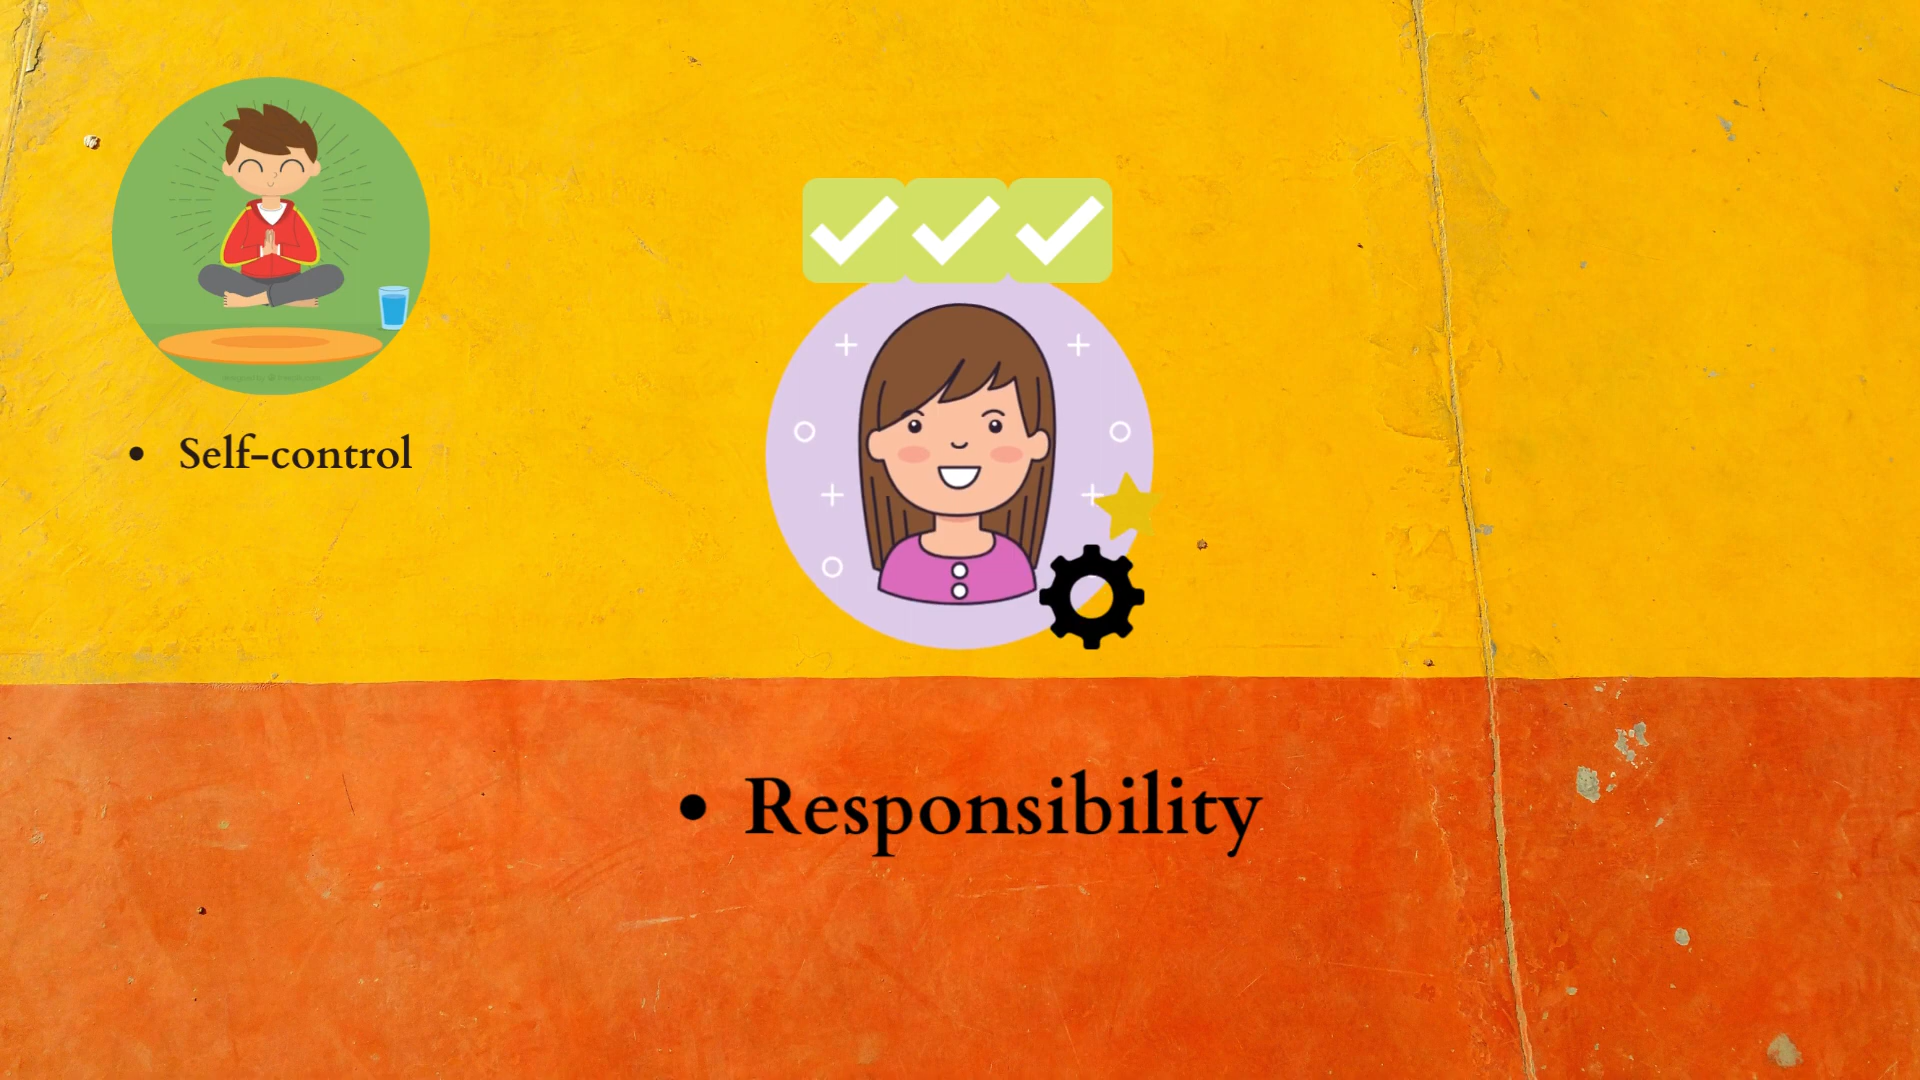 • Self-control
• Responsibility